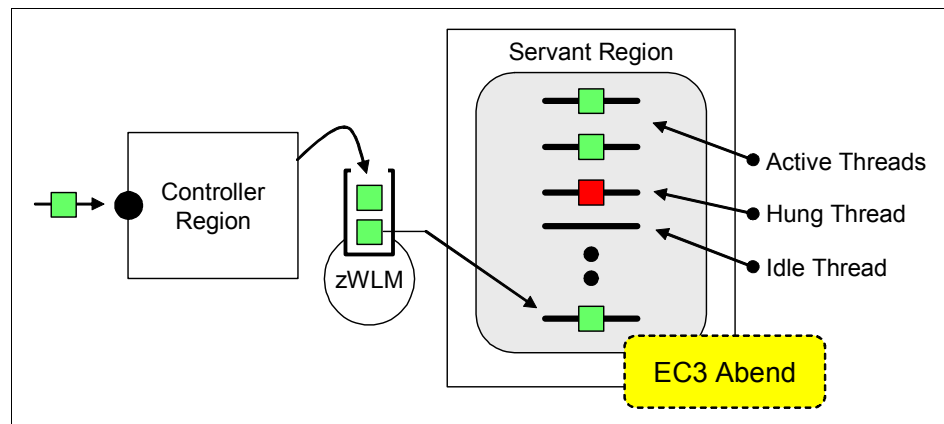 Servant Region
Active Threads
Controller
Region
Hung Thread
Idle Thread
zWLM
EC3 Abend